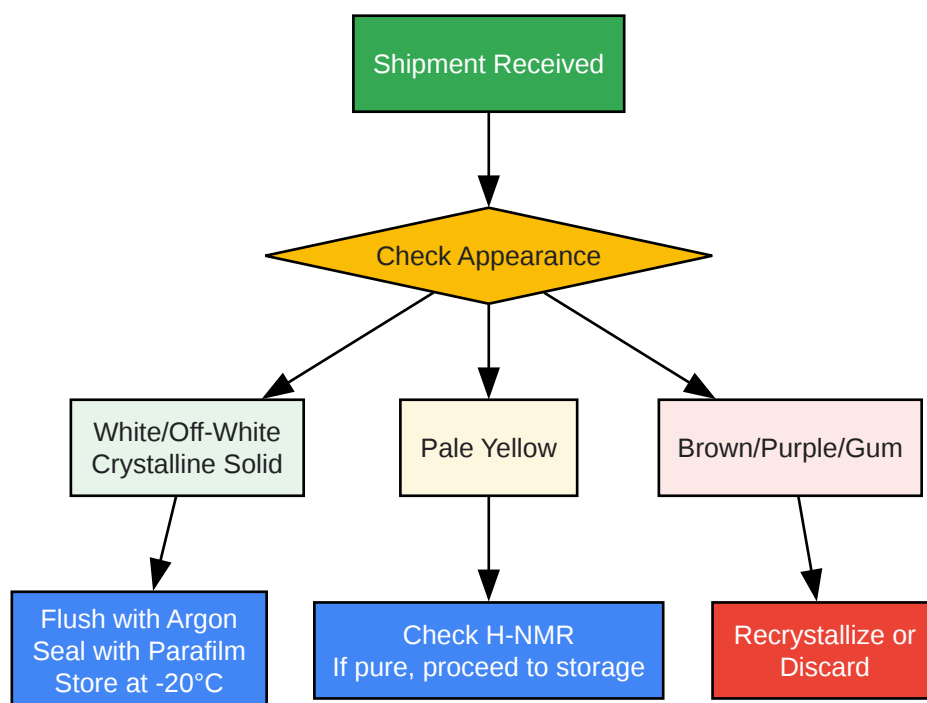 Shipment Received
Check Appearance
White/Off-White
Crystalline Solid
Pale Yellow
Brown/Purple/Gum
Flush with Argon
Seal with Parafilm
Store at -20°C
Check H-NMR
If pure, proceed to storage
Recrystallize or
Discard